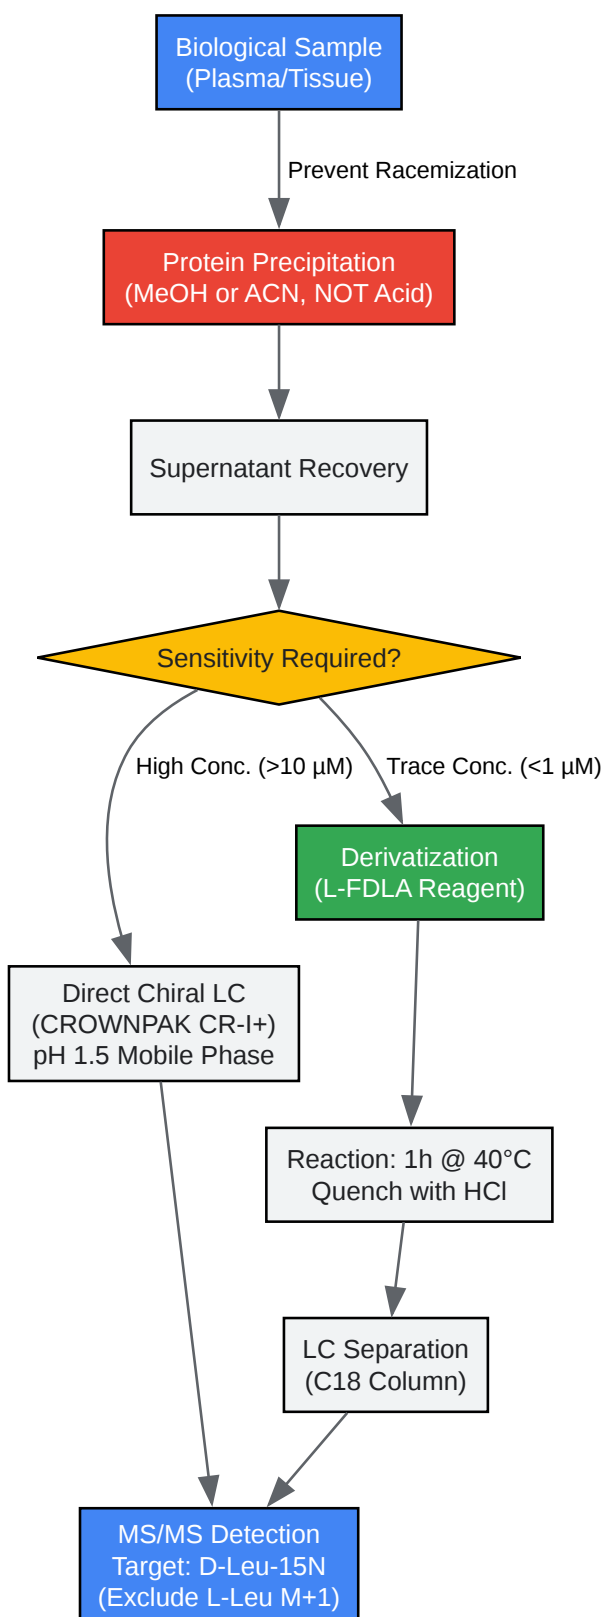 Biological Sample
(Plasma/Tissue)
Prevent Racemization
Protein Precipitation
(MeOH or ACN, NOT Acid)
Supernatant Recovery
Sensitivity Required?
High Conc. (>10 µM)
Trace Conc. (<1 µM)
Derivatization
(L-FDLA Reagent)
Direct Chiral LC
(CROWNPAK CR-I+)
pH 1.5 Mobile Phase
Reaction: 1h @ 40°C
Quench with HCl
LC Separation
(C18 Column)
MS/MS Detection
Target: D-Leu-15N
(Exclude L-Leu M+1)